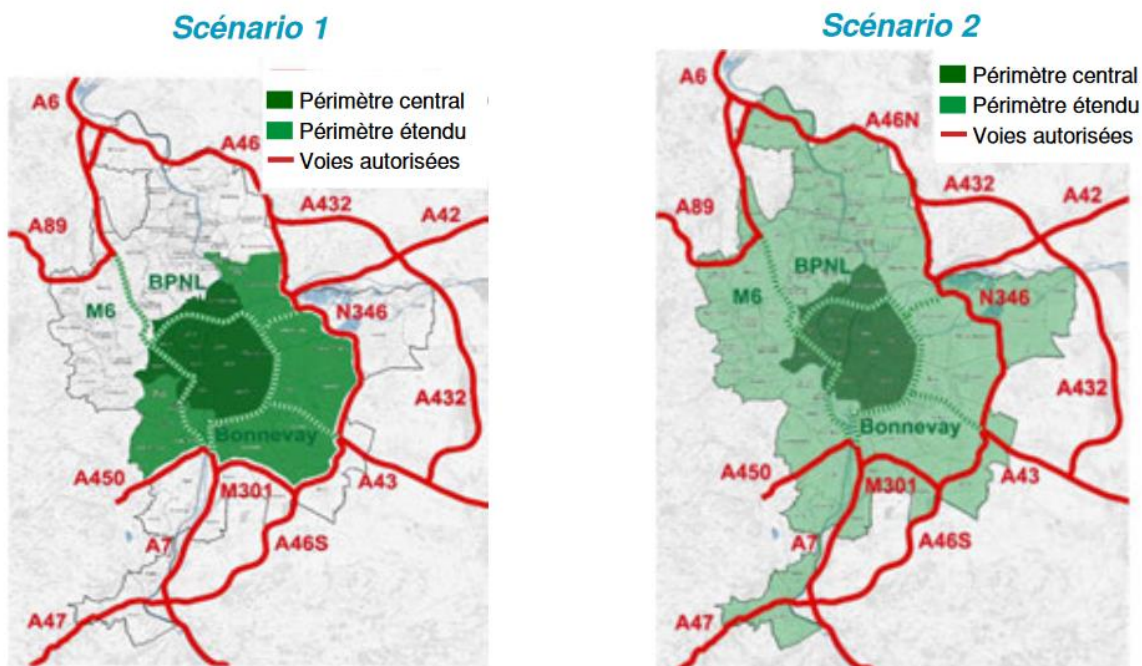 Scénario 1
Périmètre central
Périmètre étendu
Voies autorisées
A6
A46
A432
A42
A89
BPNL
M6
N346
A432
Bonnevay
A450
M301
A43
A7
A46S
A47
Scénario 2
Périmètre central
Périmètre étendu
Voies autorisées
A6
A46N
A432
A42
A89
BPNL
M6
N346
A432
Bonnevay
A450
M301
A43
A7
A46S
A47